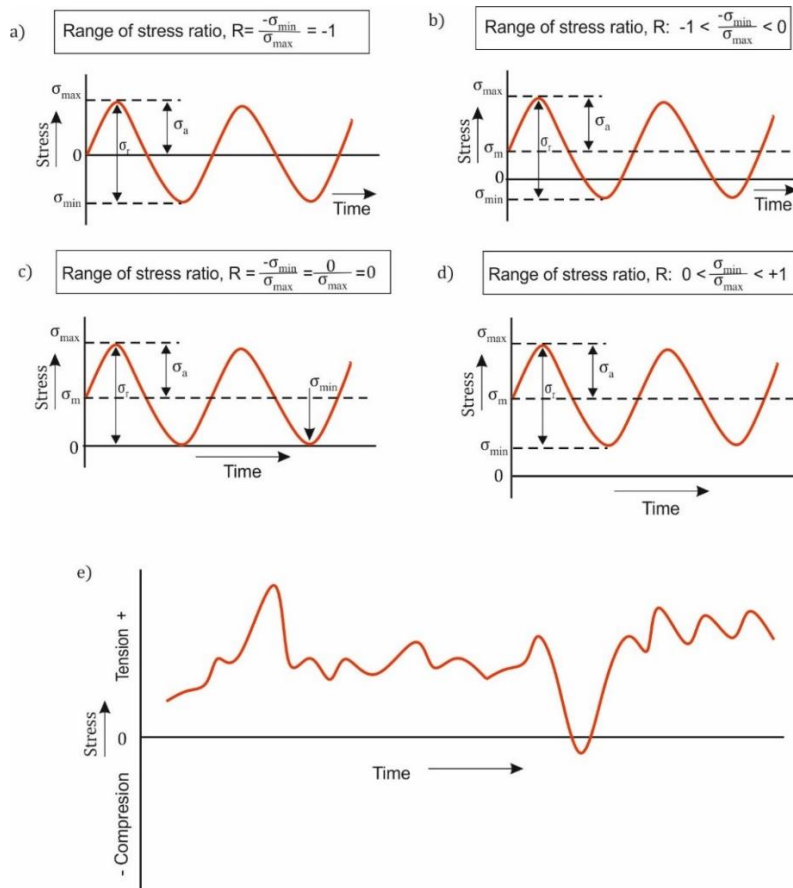 a)
Range of stress ratio, R= -σmin/σmax = -1
σmax
σa
σr
Stress
0
σmin
Time
b)
Range of stress ratio, R: -1 < -σmin/σmax < 0
σmax
σa
σr
Stress
σm
0
σmin
Time
c)
Range of stress ratio, R = -σmin/σmax = 0/σmax =0
σmax
σa
σr
Stress
σm
σmin
0
Time
d)
Range of stress ratio, R: 0 < σmin/σmax < +1
σmax
σa
σr
Stress
σm
σmin
0
Time
e)
Tension +
Stress
0
Time
- Compresion